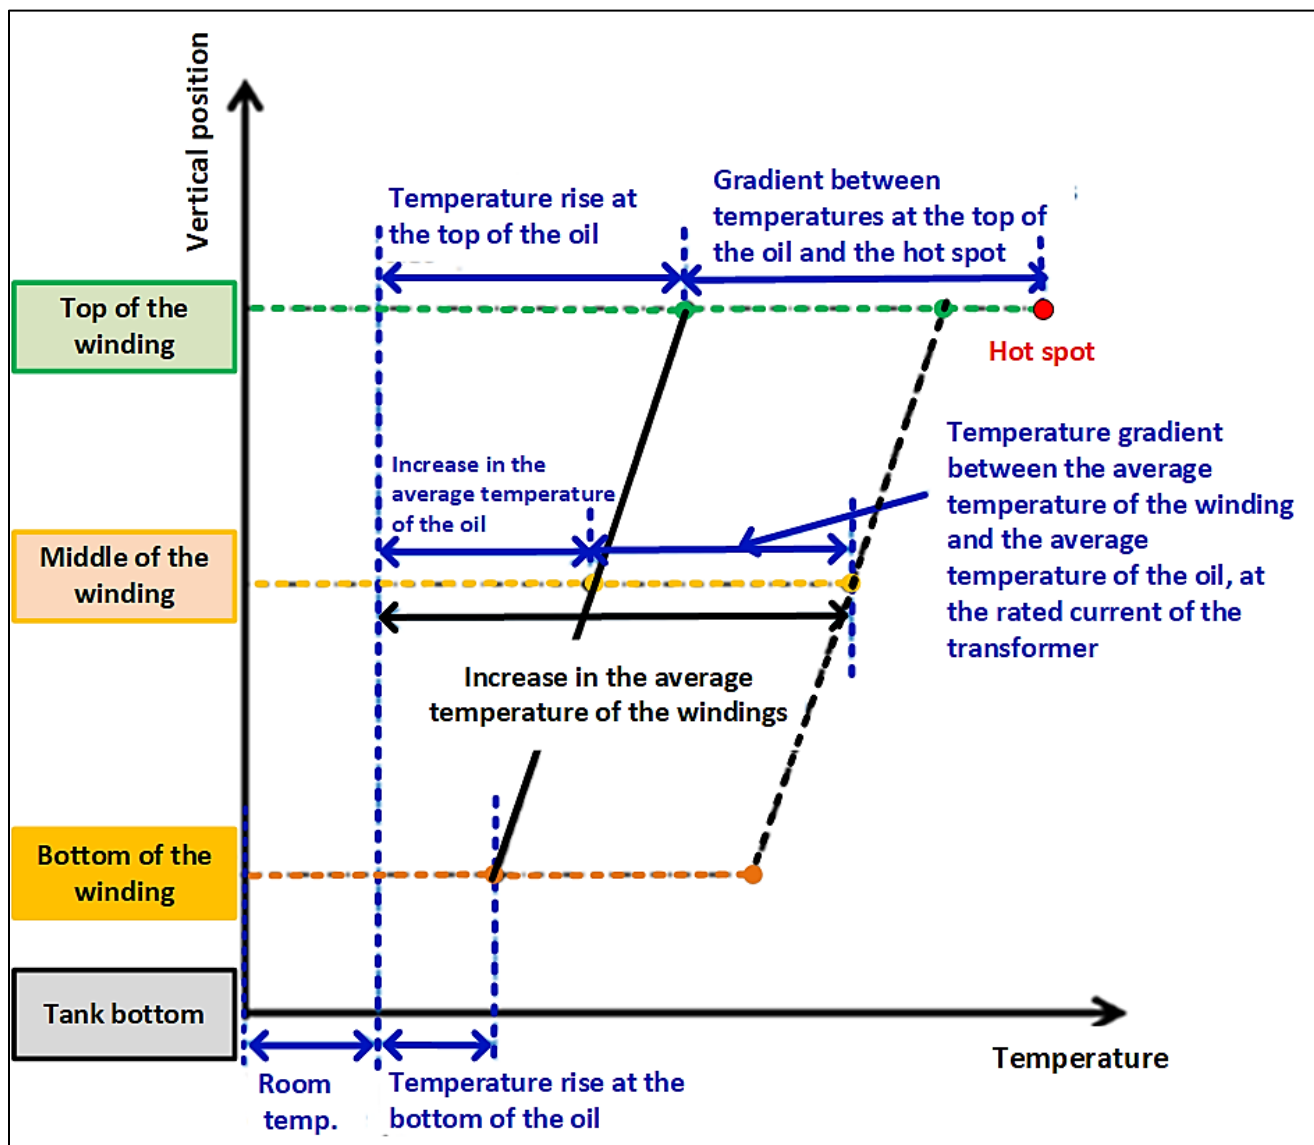 Vertical position
Temperature rise at
the top of the oil
Gradient between
temperatures at the top of
the oil and the hot spot
Top of the
winding
Hot spot
Increase in the
average temperature
of the oil
Temperature gradient
between the average
temperature of the winding
and the average
temperature of the oil, at
the rated current of the
transformer
Middle of the
winding
Increase in the average
temperature of the windings
Bottom of the
winding
Tank bottom
Temperature
Room
temp.
Temperature rise at the
bottom of the oil